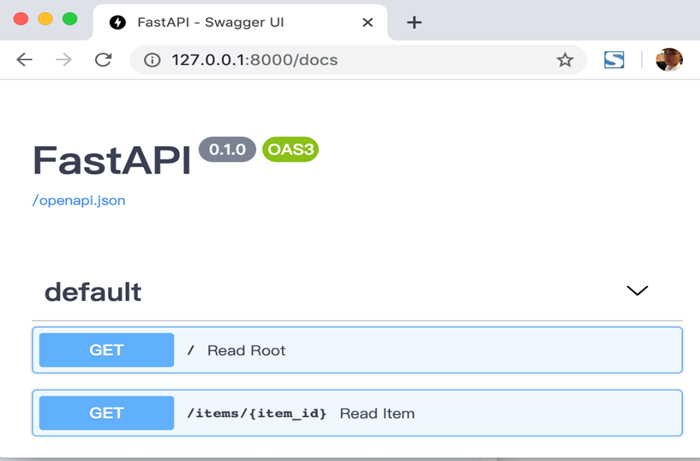 FastAPI - Swagger UI
127.0.0.1:8000/docs
FastAPI 0.1.0 OAS3
/openapi.json
default
GET / Read Root
GET /items/{item_id} Read Item